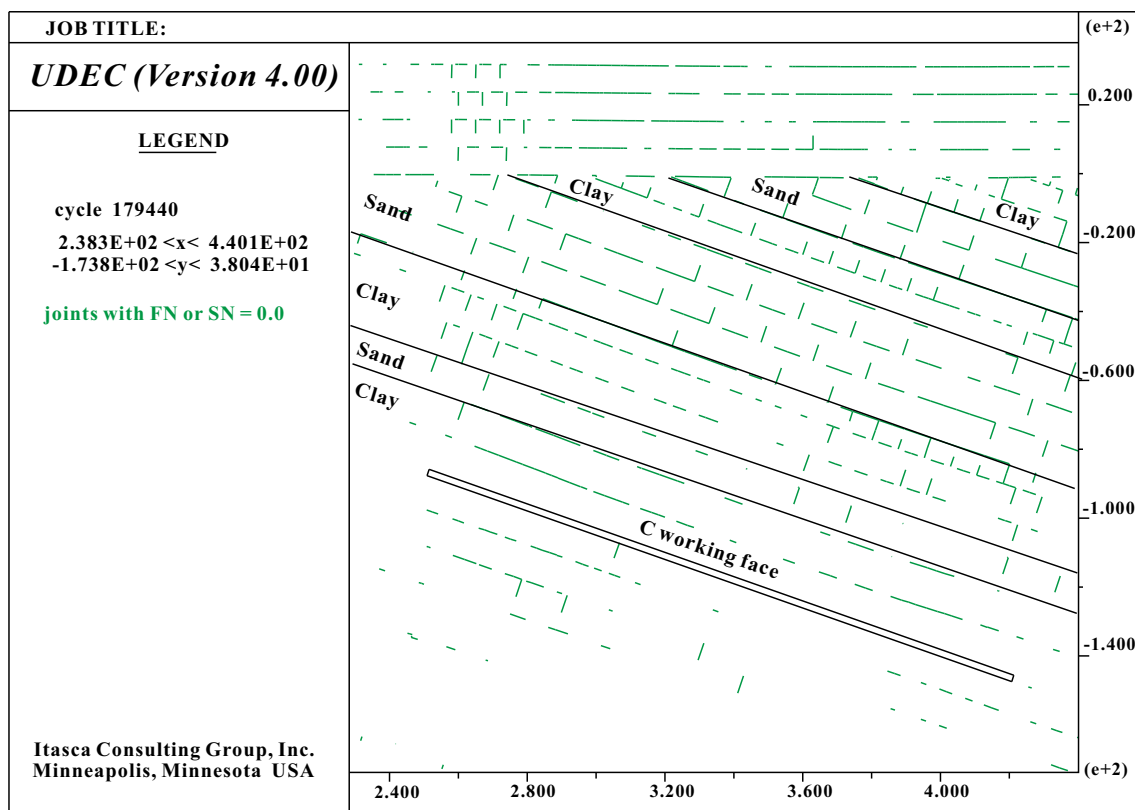 JOB TITLE:
UDEC (Version 4.00)
LEGEND
cycle 179440
2.383E+02 <x< 4.401E+02
-1.738E+02 <y< 3.804E+01
joints with FN or SN = 0.0
Itasca Consulting Group, Inc.
Minneapolis, Minnesota USA
Sand
Clay
Sand
Clay
Clay
Sand
Clay
C working face
(e+2)
0.200
-0.200
-0.600
-1.000
-1.400
(e+2)
2.400
2.800
3.200
3.600
4.000